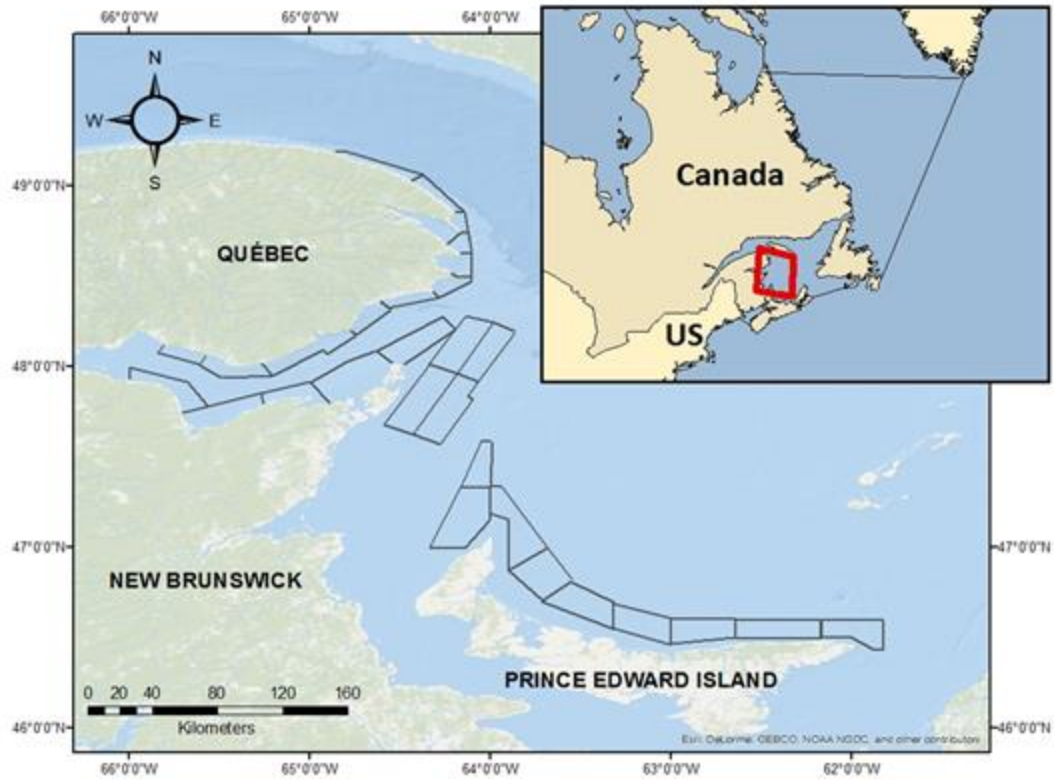 66°0'0"W 65°0'0"W 64°0'0"W
N
W E
S
49°0'0"N
48°0'0"N
47°0'0"N
46°0'0"N
QUÉBEC
Canada
US
NEW BRUNSWICK
PRINCE EDWARD ISLAND
47°0'0"N
46°0'0"N
0 20 40 80 120 160
Kilometers
Esri, DeLorme, GEBCO, NOAA NGDC, and other contributors
66°0'0"W 65°0'0"W 64°0'0"W 63°0'0"W 62°0'0"W